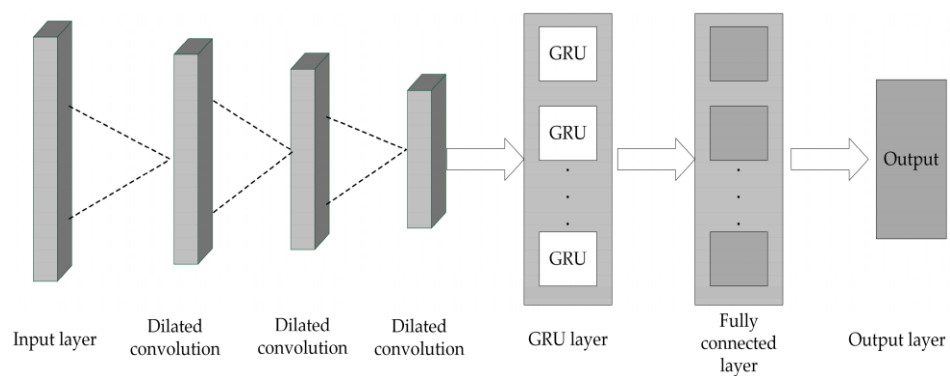 GRU
GRU
GRU
Output
Input layer
Dilated
convolution
Dilated
convolution
Dilated
convolution
GRU layer
Fully
connected
layer
Output layer